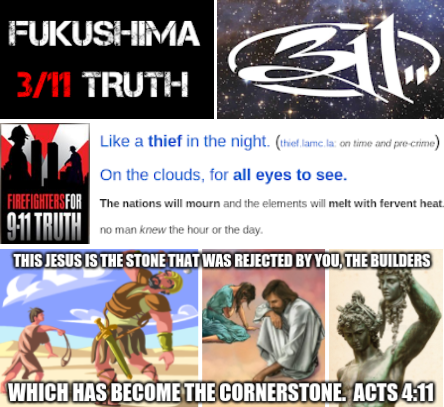 FUKUSHIMA
3/11 TRUTH
311
FIREFIGHTERS FOR
9-11 TRUTH
Like a thief in the night. (thief.lamc.la: on time and pre-crime)
On the clouds, for all eyes to see.
The nations will mourn and the elements will melt with fervent heat.
no man knew the hour or the day.
THIS JESUS IS THE STONE THAT WAS REJECTED BY YOU, THE BUILDERS
WHICH HAS BECOME THE CORNERSTONE. ACTS 4:11